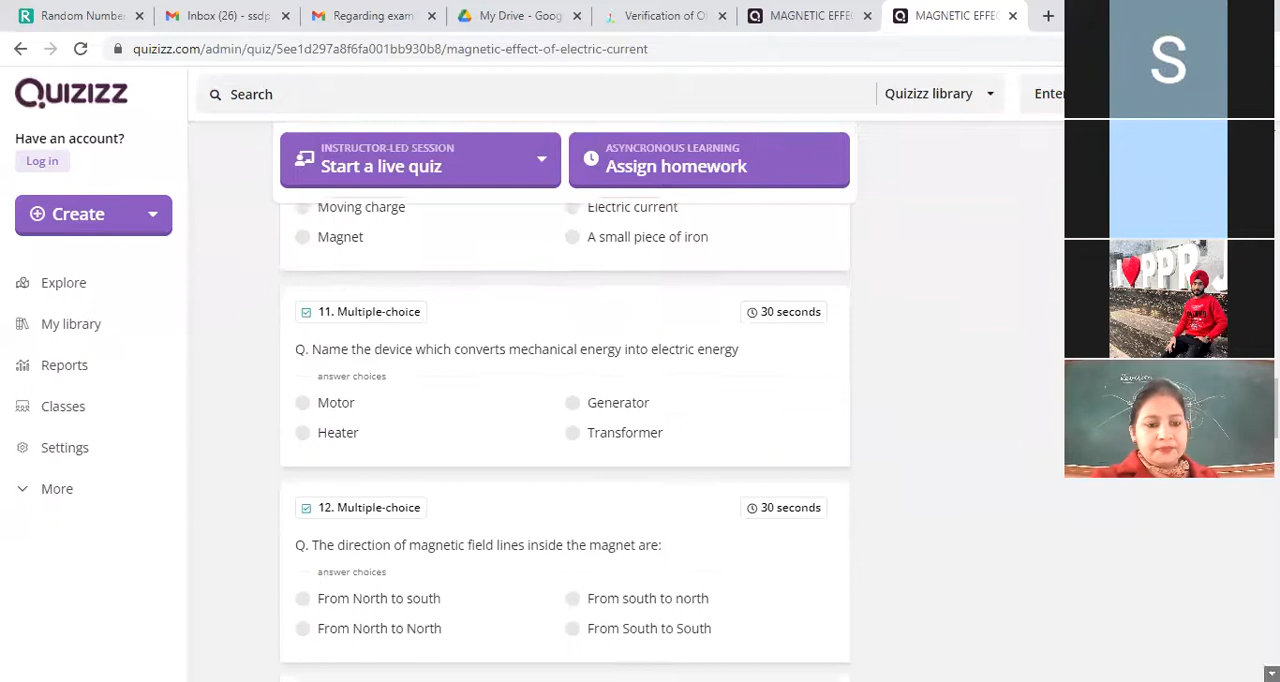 Random Number
Inbox (26) - ssdp
Regarding exam
My Drive - Goog
Verification of O
MAGNETIC EFFE
MAGNETIC EFFEC
quizizz.com/admin/quiz/5ee1d297a8f6fa001bb930b8/magnetic-effect-of-electric-current
QUIZIZZ
Search
Quizizz library
Enter
Have an account?
Log in
Create
Explore
My library
Reports
Classes
Settings
More
INSTRUCTOR-LED SESSION
Start a live quiz
ASYNCRONOUS LEARNING
Assign homework
Moving charge
Electric current
Magnet
A small piece of iron
11. Multiple-choice
30 seconds
Q. Name the device which converts mechanical energy into electric energy
answer choices
Motor
Generator
Heater
Transformer
12. Multiple-choice
30 seconds
Q. The direction of magnetic field lines inside the magnet are:
answer choices
From North to south
From south to north
From North to North
From South to South
S
PPR